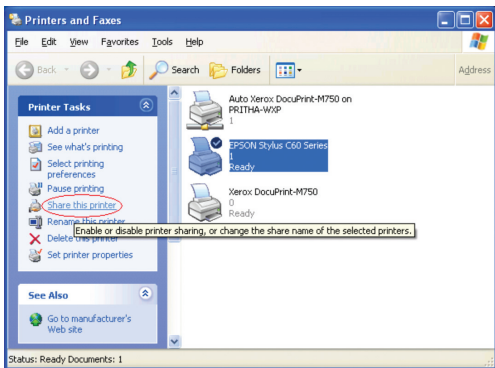 Printers and Faxes
File Edit View Favorites Tools Help
Back Search Folders Address
Printer Tasks
Add a printer
See what's printing
Select printing
preferences
Pause printing
Share this printer
Rename this printer
Delete this printer
Set printer properties
See Also
Go to manufacturer's
Web site
Auto Xerox DocuPrint-M750 on
PRITHA-WXP
1
EPSON Stylus C60 Series
1
Ready
Xerox DocuPrint-M750
0
Ready
Enable or disable printer sharing, or change the share name of the selected printers.
Status: Ready Documents: 1